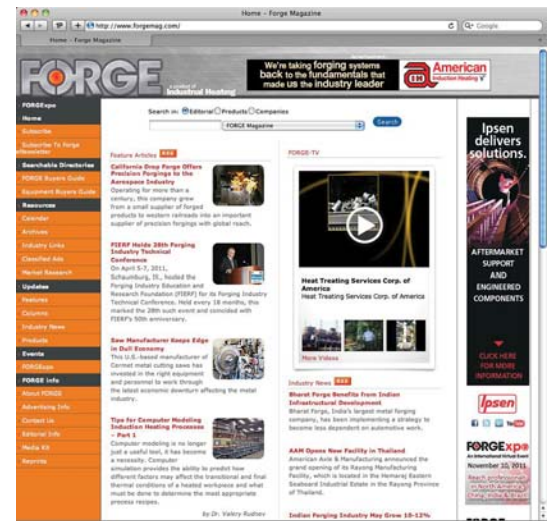 Home – Forge Magazine
http://www.forgemag.com/
Google
Home – Forge Magazine
FORGE
a product of
Industrial Heating
We're taking forging systems
back to the fundamentals that
made us the industry leader
American
Induction Heating
FORGExpo
Home
Subscribe
Subscribe To Forge
eNewsletter
Searchable Directories
FORGE Buyers Guide
Equipment Buyers Guide
Resources
Calendar
Archives
Industry Links
Classified Ads
Market Research
Updates
Features
Columns
Industry News
Products
Events
FORGExpo
FORGE info
About FORGE
Advertising Info
Contact Us
Editorial Info
Media Kit
Reprints
Search in: Editorial Products Companies
FORGE Magazine
Search
Feature Articles RSS
California Drop Forge Offers
Precision Forgings to the
Aerospace Industry
Operating for more than a
century, this company grew
from a small supplier of forged
products to western railroads into an important
supplier of precision forgings with global reach.
FIERF Holds 28th Forging
Industry Technical
Conference
On April 5-7, 2011,
Schaumburg, Il., hosted the
Forging Industry Education and
Research Foundation (FIERF) for its Forging Industry
Technical Conference. Held every 18 months, this
marked the 28th such event and coincided with
FIERF's 50th anniversary.
Saw Manufacturer Keeps Edge
in Dull Economy
This U.S.-based manufacturer of
Cermet metal cutting saws has
invested in the right equipment
and personnel to work through
the latest economic downturn affecting the metal
industry.
Tips for Computer Modeling
Induction Heating Processes
– Part 1
Computer modeling is no longer
just a useful tool, it has become
a necessity. Computer
simulation provides the ability to predict how
different factors may affect the transitional and final
thermal conditions of a heated workpiece and what
must be done to determine the most appropriate
process recipes.
by Dr. Valery Rudnev
FORGE-TV
Heat Treating Services Corp. of
America
Heat Treating Services Corp. of America
More Videos
Industry News RSS
Bharat Forge Benefits from Indian
Infrastructural Development
Bharat Forge, India's largest metal forging
company, has been implementing a strategy to
become less dependent on automotive work.
AAM Opens New Facility in Thailand
American Axle & Manufacturing announced the
grand opening of its Rayong Manufacturing
Facility, which is located in the Hemaraj Eastern
Seaboard Industrial Estate in the Rayong Province
of Thailand.
Indian Forging Industry May Grow 10-12%
Ipsen
delivers
solutions.
AFTERMARKET
SUPPORT
AND
ENGINEERED
COMPONENTS
CLICK HERE
FOR MORE
INFORMATION
Ipsen
FORGExpo
An International Virtual Event
November 10, 2011
Reach professionals
in North America,
China, India & Brazil